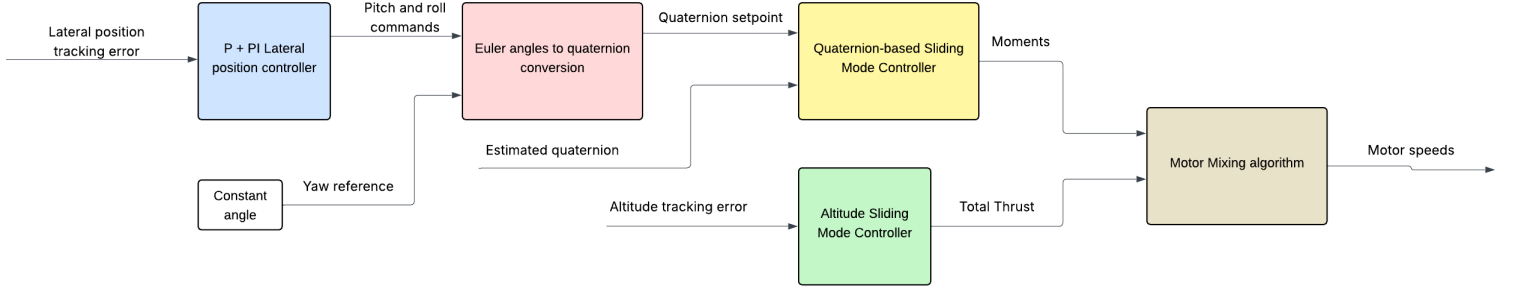 Lateral position
tracking error
P + PI Lateral
position controller
Pitch and roll
commands
Euler angles to quaternion
conversion
Quaternion setpoint
Quaternion-based Sliding
Mode Controller
Moments
Estimated quaternion
Constant
angle
Yaw reference
Altitude tracking error
Altitude Sliding
Mode Controller
Total Thrust
Motor Mixing algorithm
Motor speeds